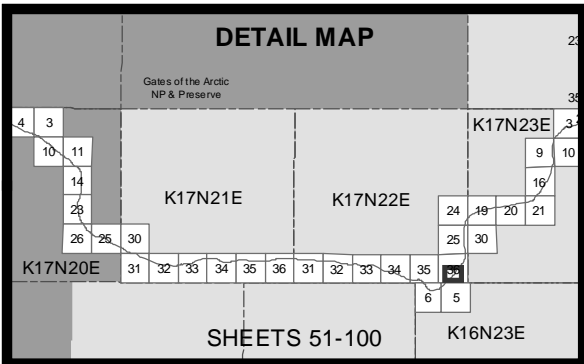 DETAIL MAP
23
Gates of the Arctic
NP & Preserve
35
4 3 K17N23E 3
10 11 9 10
14 16
K17N21E K17N22E
23 24 19 20 21
26 25 30 25 30
K17N20E 31 32 33 34 35 36 31 32 33 34 35 36
6 5
SHEETS 51-100 K16N23E